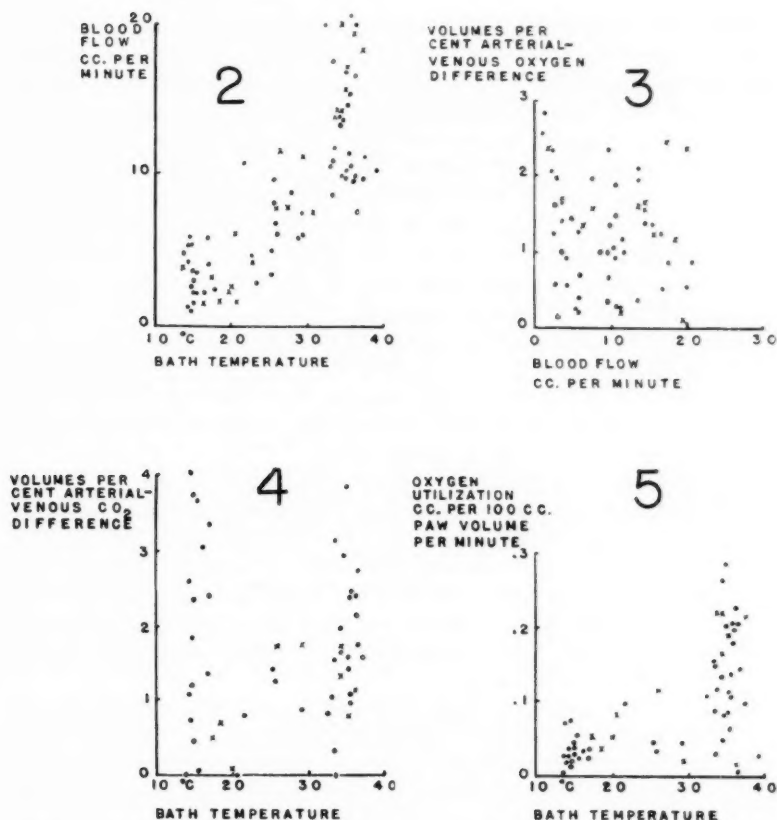 BLOOD
FLOW
CC. PER
MINUTE
2
20
10
0
10 20 30 40
°C
BATH TEMPERATURE
VOLUMES PER
CENT ARTERIAL-
VENOUS OXYGEN
DIFFERENCE
3
3
2
1
0
0 10 20 30
BLOOD FLOW
CC. PER MINUTE
VOLUMES PER
CENT ARTERIAL-
VENOUS CO2
DIFFERENCE
4
4
3
2
1
0
10 20 30 40
°C
BATH TEMPERATURE
OXYGEN
UTILIZATION
CC. PER 100 CC.
PAW VOLUME
PER MINUTE
5
.3
.2
.1
0
10 20 30 40
°C
BATH TEMPERATURE